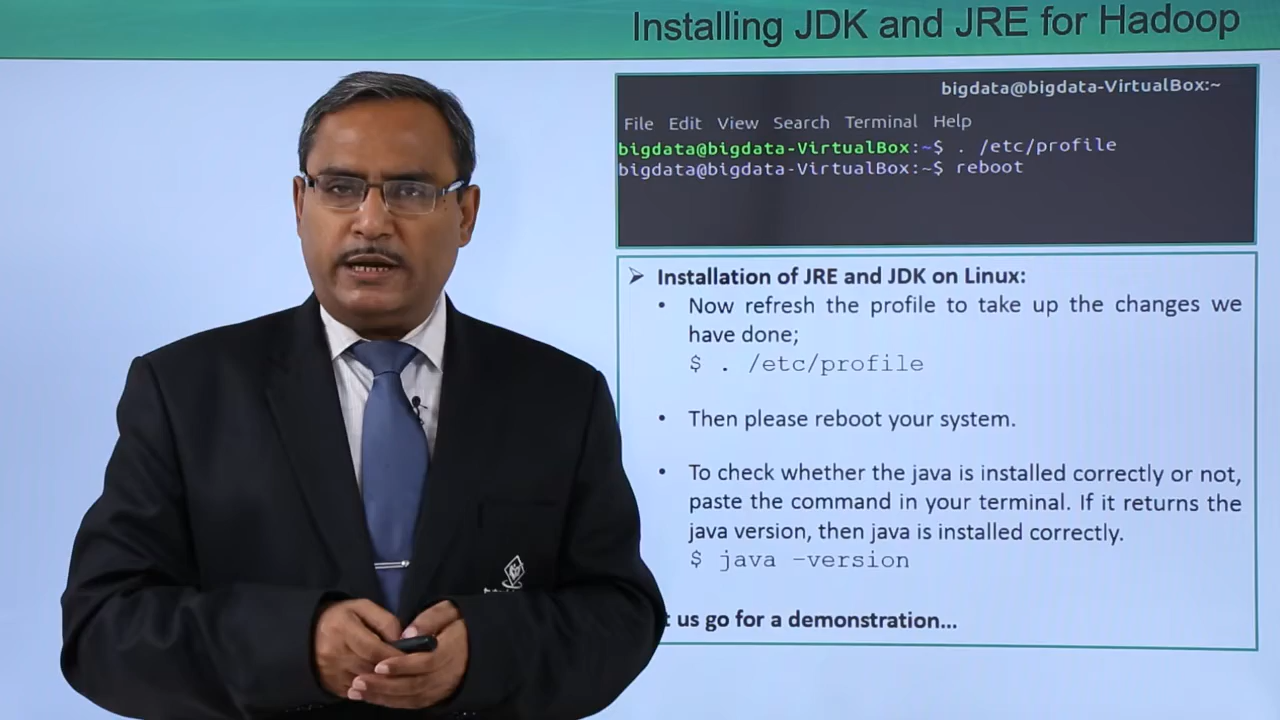 Installing JDK and JRE for Hadoop
bigdata@bigdata-VirtualBox:~
File Edit View Search Terminal Help
bigdata@bigdata-VirtualBox:~$ . /etc/profile
bigdata@bigdata-VirtualBox:~$ reboot
➢ Installation of JRE and JDK on Linux:
• Now refresh the profile to take up the changes we
have done;
$ . /etc/profile
• Then please reboot your system.
• To check whether the java is installed correctly or not,
paste the command in your terminal. If it returns the
java version, then java is installed correctly.
$ java –version
us go for a demonstration…